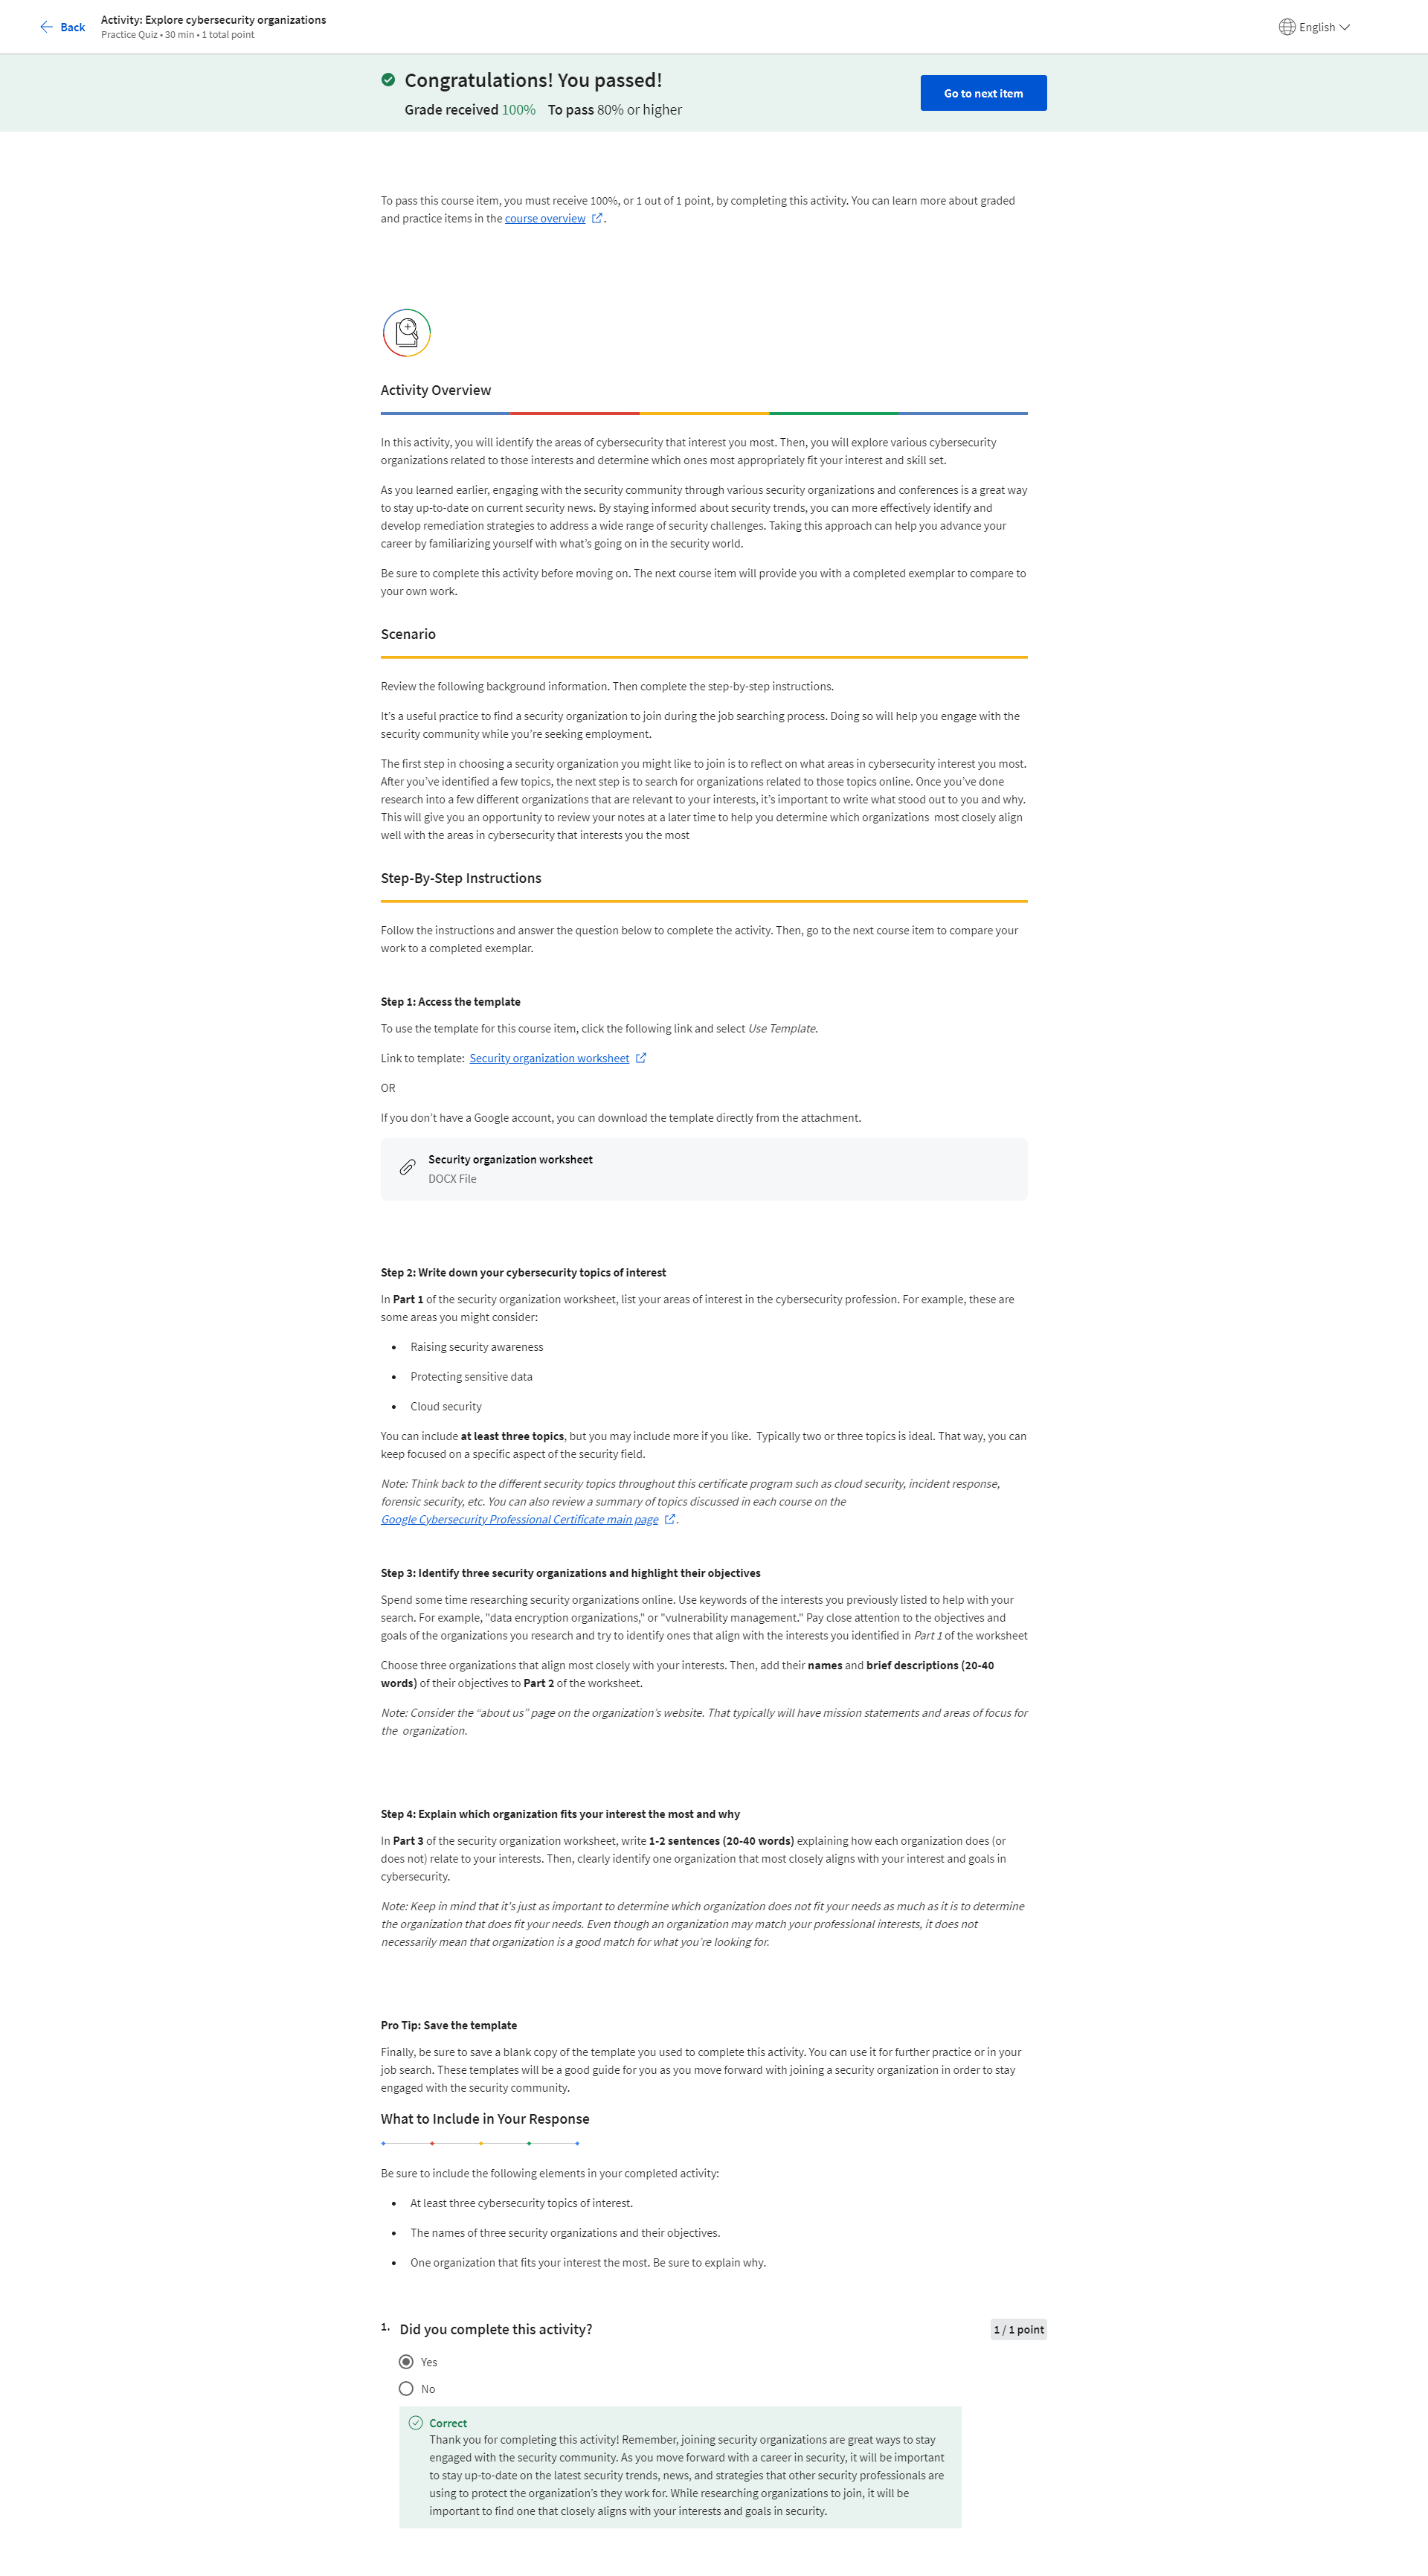 Back
Activity: Explore cybersecurity organizations
Practice Quiz • 30 min • 1 total point
English
Congratulations! You passed!
Grade received 100% To pass 80% or higher
Go to next item
To pass this course item, you must receive 100%, or 1 out of 1 point, by completing this activity. You can learn more about graded
and practice items in the course overview .
Activity Overview
In this activity, you will identify the areas of cybersecurity that interest you most. Then, you will explore various cybersecurity
organizations related to those interests and determine which ones most appropriately fit your interest and skill set.
As you learned earlier, engaging with the security community through various security organizations and conferences is a great way
to stay up-to-date on current security news. By staying informed about security trends, you can more effectively identify and
develop remediation strategies to address a wide range of security challenges. Taking this approach can help you advance your
career by familiarizing yourself with what’s going on in the security world.
Be sure to complete this activity before moving on. The next course item will provide you with a completed exemplar to compare to
your own work.
Scenario
Review the following background information. Then complete the step-by-step instructions.
It’s a useful practice to find a security organization to join during the job searching process. Doing so will help you engage with the
security community while you’re seeking employment.
The first step in choosing a security organization you might like to join is to reflect on what areas in cybersecurity interest you most.
After you’ve identified a few topics, the next step is to search for organizations related to those topics online. Once you’ve done
research into a few different organizations that are relevant to your interests, it’s important to write what stood out to you and why.
This will give you an opportunity to review your notes at a later time to help you determine which organizations most closely align
well with the areas in cybersecurity that interests you the most
Step-By-Step Instructions
Follow the instructions and answer the question below to complete the activity. Then, go to the next course item to compare your
work to a completed exemplar.
Step 1: Access the template
To use the template for this course item, click the following link and select Use Template.
Link to template: Security organization worksheet
OR
If you don’t have a Google account, you can download the template directly from the attachment.
Security organization worksheet
DOCX File
Step 2: Write down your cybersecurity topics of interest
In Part 1 of the security organization worksheet, list your areas of interest in the cybersecurity profession. For example, these are
some areas you might consider:
• Raising security awareness
• Protecting sensitive data
• Cloud security
You can include at least three topics, but you may include more if you like. Typically two or three topics is ideal. That way, you can
keep focused on a specific aspect of the security field.
Note: Think back to the different security topics throughout this certificate program such as cloud security, incident response,
forensic security, etc. You can also review a summary of topics discussed in each course on the
Google Cybersecurity Professional Certificate main page .
Step 3: Identify three security organizations and highlight their objectives
Spend some time researching security organizations online. Use keywords of the interests you previously listed to help with your
search. For example, "data encryption organizations," or "vulnerability management." Pay close attention to the objectives and
goals of the organizations you research and try to identify ones that align with the interests you identified in Part 1 of the worksheet
Choose three organizations that align most closely with your interests. Then, add their names and brief descriptions (20-40
words) of their objectives to Part 2 of the worksheet.
Note: Consider the “about us” page on the organization’s website. That typically will have mission statements and areas of focus for
the organization.
Step 4: Explain which organization fits your interest the most and why
In Part 3 of the security organization worksheet, write 1-2 sentences (20-40 words) explaining how each organization does (or
does not) relate to your interests. Then, clearly identify one organization that most closely aligns with your interest and goals in
cybersecurity.
Note: Keep in mind that it’s just as important to determine which organization does not fit your needs as much as it is to determine
the organization that does fit your needs. Even though an organization may match your professional interests, it does not
necessarily mean that organization is a good match for what you’re looking for.
Pro Tip: Save the template
Finally, be sure to save a blank copy of the template you used to complete this activity. You can use it for further practice or in your
job search. These templates will be a good guide for you as you move forward with joining a security organization in order to stay
engaged with the security community.
What to Include in Your Response
Be sure to include the following elements in your completed activity:
• At least three cybersecurity topics of interest.
• The names of three security organizations and their objectives.
• One organization that fits your interest the most. Be sure to explain why.
1. Did you complete this activity?
1 / 1 point
Yes
No
Correct
Thank you for completing this activity! Remember, joining security organizations are great ways to stay
engaged with the security community. As you move forward with a career in security, it will be important
to stay up-to-date on the latest security trends, news, and strategies that other security professionals are
using to protect the organization’s they work for. While researching organizations to join, it will be
important to find one that closely aligns with your interests and goals in security.